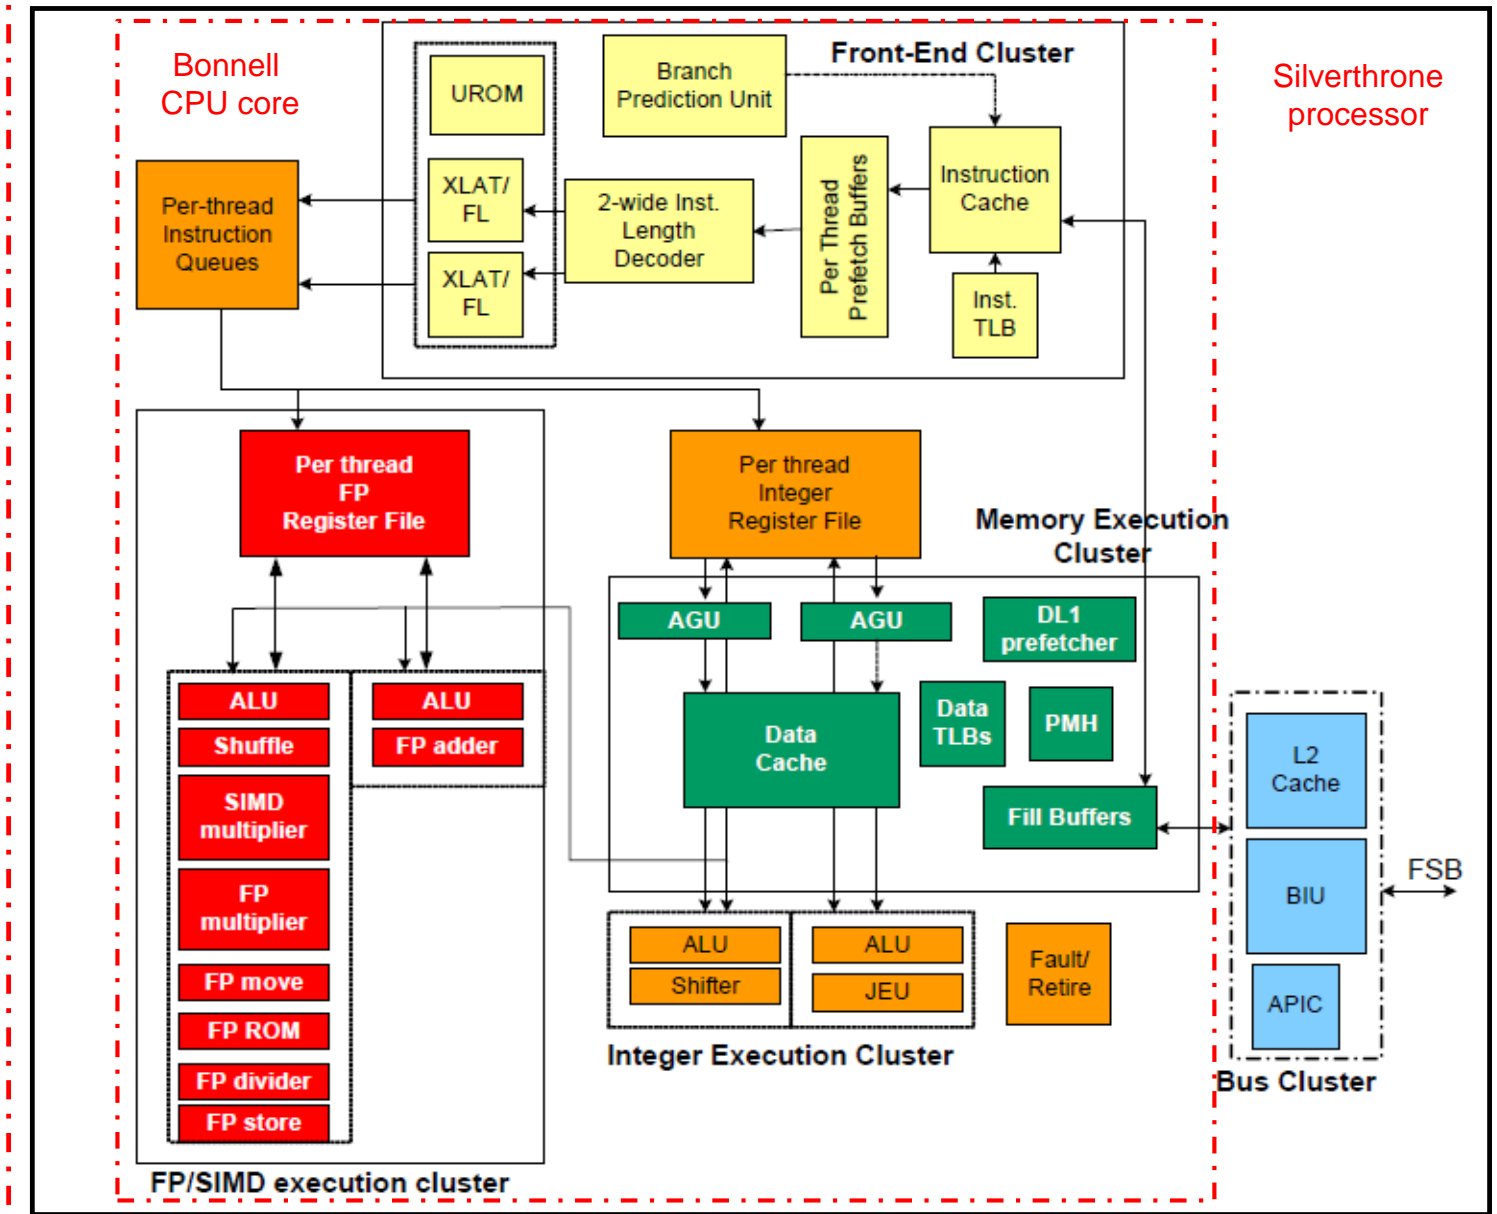 Bonnell
CPU core
Front-End Cluster
Silverthrone
processor
UROM
Branch
Prediction Unit
XLAT/
FL
XLAT/
FL
2-wide Inst.
Length
Decoder
Per Thread
Prefetch Buffers
Instruction
Cache
Inst.
TLB
Per-thread
Instruction
Queues
Per thread
FP
Register File
Per thread
Integer
Register File
Memory Execution
Cluster
AGU
AGU
DL1
prefetcher
Data
Cache
Data
TLBs
PMH
Fill Buffers
ALU
Shuffle
SIMD
multiplier
FP
multiplier
FP move
FP ROM
FP divider
FP store
ALU
FP adder
FP/SIMD execution cluster
ALU
Shifter
ALU
JEU
Integer Execution Cluster
Fault/
Retire
L2
Cache
BIU
APIC
Bus Cluster
FSB